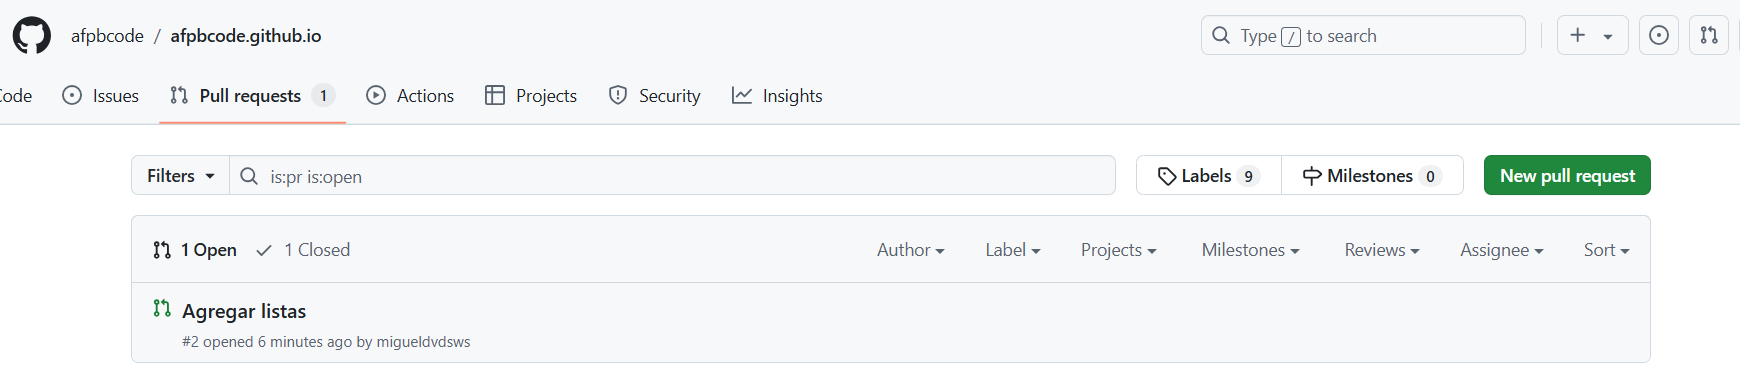 afpbcode / afpbcode.github.io Type / to search
Code Issues Pull requests 1 Actions Projects Security Insights
Filters is:pr is:open Labels 9 Milestones 0 New pull request
1 Open 1 Closed Author Label Projects Milestones Reviews Assignee Sort
Agregar listas
#2 opened 6 minutes ago by migueldvdsws